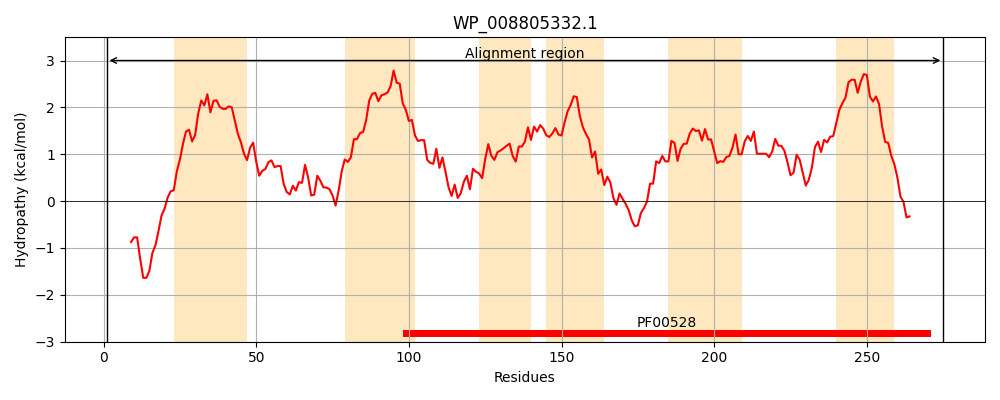 WP_008805332.1
Alignment region
Hydropathy (kcal/mol)
3
2
1
0
−1
−2
−3
PF00528
0 50 100 150 200 250
Residues